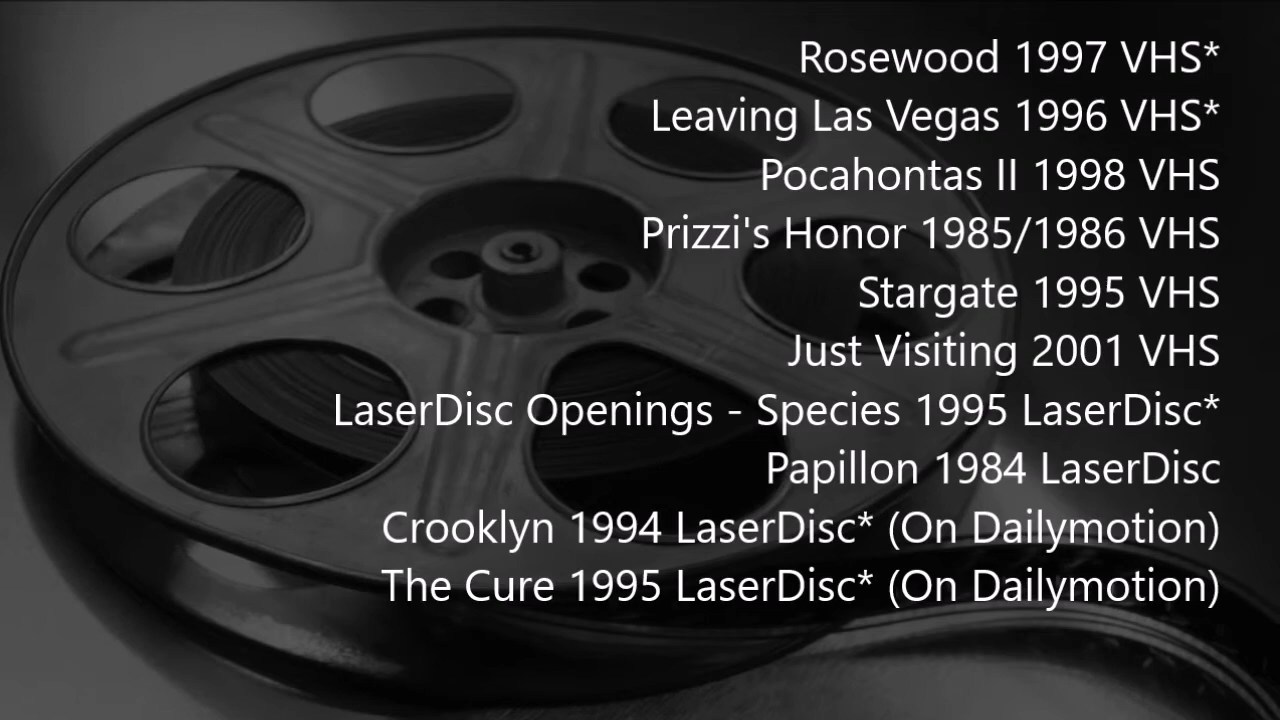 Rosewood 1997 VHS*
Leaving Las Vegas 1996 VHS*
Pocahontas II 1998 VHS
Prizzi's Honor 1985/1986 VHS
Stargate 1995 VHS
Just Visiting 2001 VHS
LaserDisc Openings - Species 1995 LaserDisc*
Papillon 1984 LaserDisc
Crooklyn 1994 LaserDisc* (On Dailymotion)
The Cure 1995 LaserDisc* (On Dailymotion)